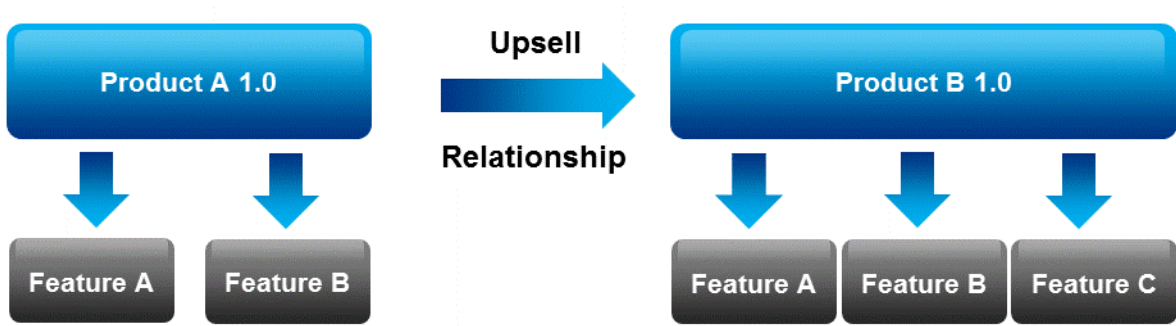 Product A 1.0
Upsell
Relationship
Product B 1.0
Feature A
Feature B
Feature A
Feature B
Feature C